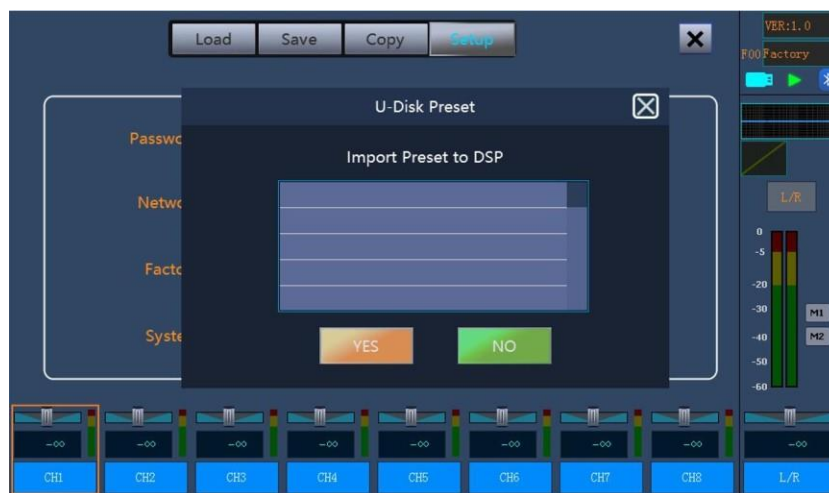 Load Save Copy Setup
VER:1.0
F00 Factory
U-Disk Preset
Import Preset to DSP
Passwo
Netwo
Facto
Syste
YES NO
L/R
0
-5
-20
-30
-40
-50
-60
M1
M2
-∞ -∞ -∞ -∞ -∞ -∞ -∞ -∞ -∞
CH1 CH2 CH3 CH4 CH5 CH6 CH7 CH8 L/R